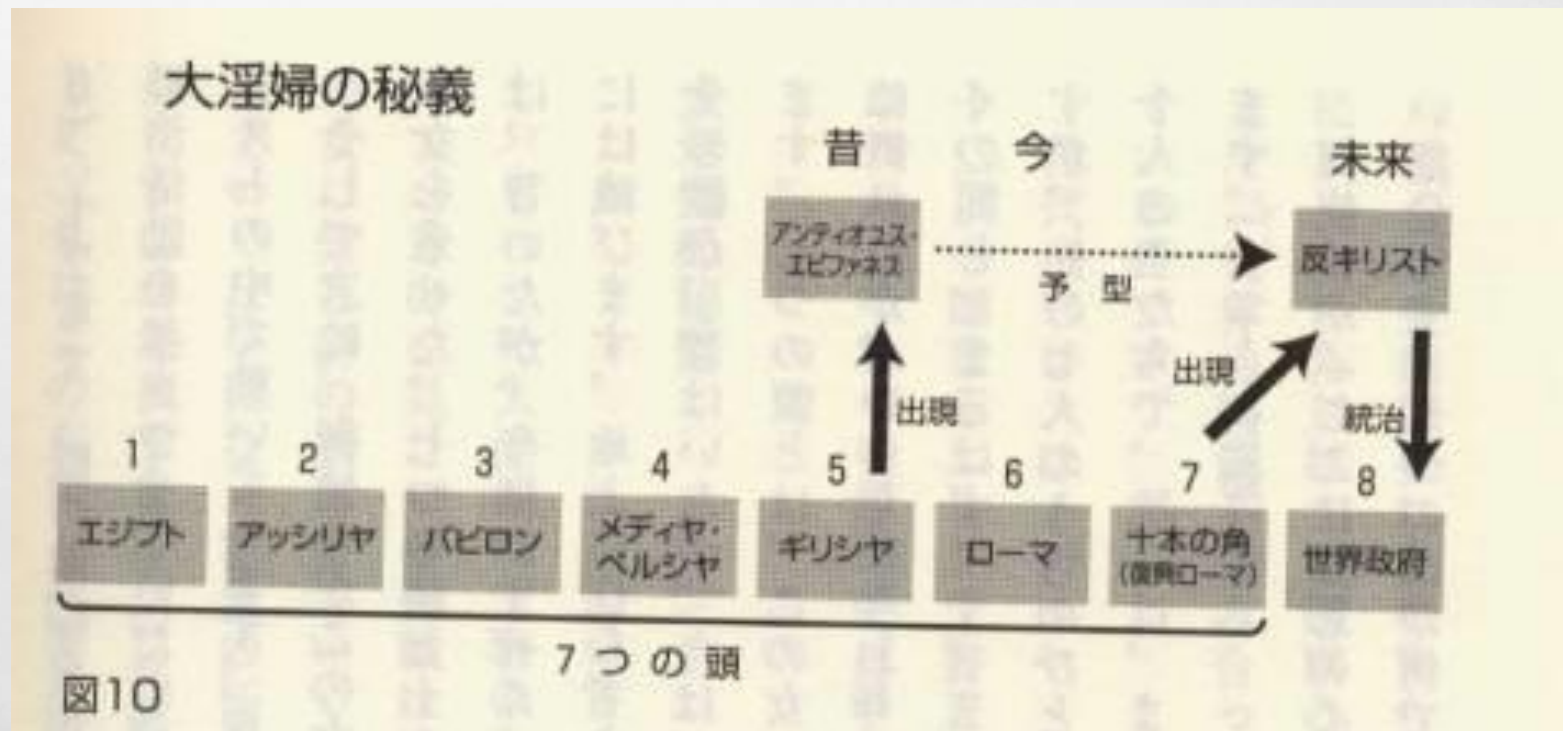 大淫婦の秘義
昔
今
未来
アンティオコス・
エピファネス
反キリスト
予型
出現
出現
統治
1
2
3
4
5
6
7
8
エジプト
アッシリヤ
バビロン
メディヤ・
ペルシャ
ギリシヤ
ローマ
十本の角
(復興ローマ)
世界政府
7つの頭
図10